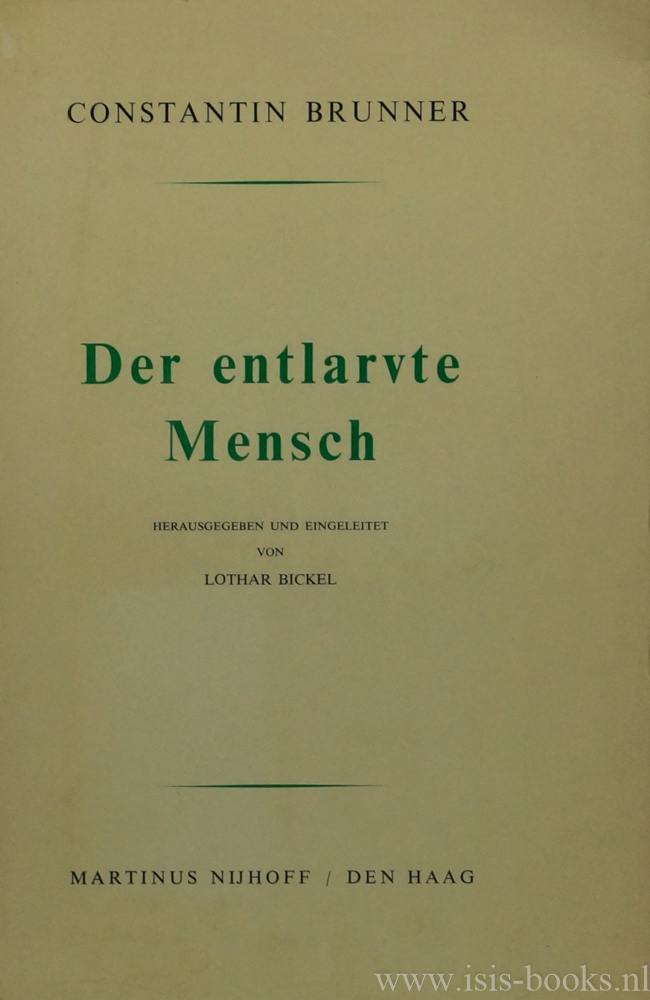 CONSTANTIN BRUNNER
Der entlarvte
Mensch
HERAUSGEGEBEN UND EINGELEITET
VON
LOTHAR BICKEL
MARTINUS NIJHOFF / DEN HAAG
www.isis-books.nl